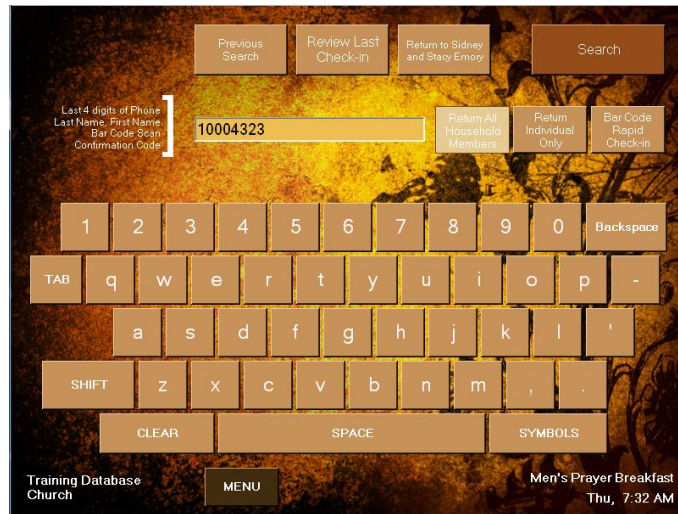 Previous
Search
Review Last
Check-in
Return to Sidney
and Stacy Emory
Search
Last 4 digits of Phone
Last Name, First Name
Bar Code Scan
Confirmation Code
10004323
Return All
Household
Members
Return
Individual
Only
Bar Code
Rapid
Check-in
1 2 3 4 5 6 7 8 9 0 Backspace
TAB q w e r t y u i o p -
a s d f g h j k l '
SHIFT z x c v b n m , .
CLEAR SPACE SYMBOLS
Training Database
Church
MENU
Men's Prayer Breakfast
Thu, 7:32 AM